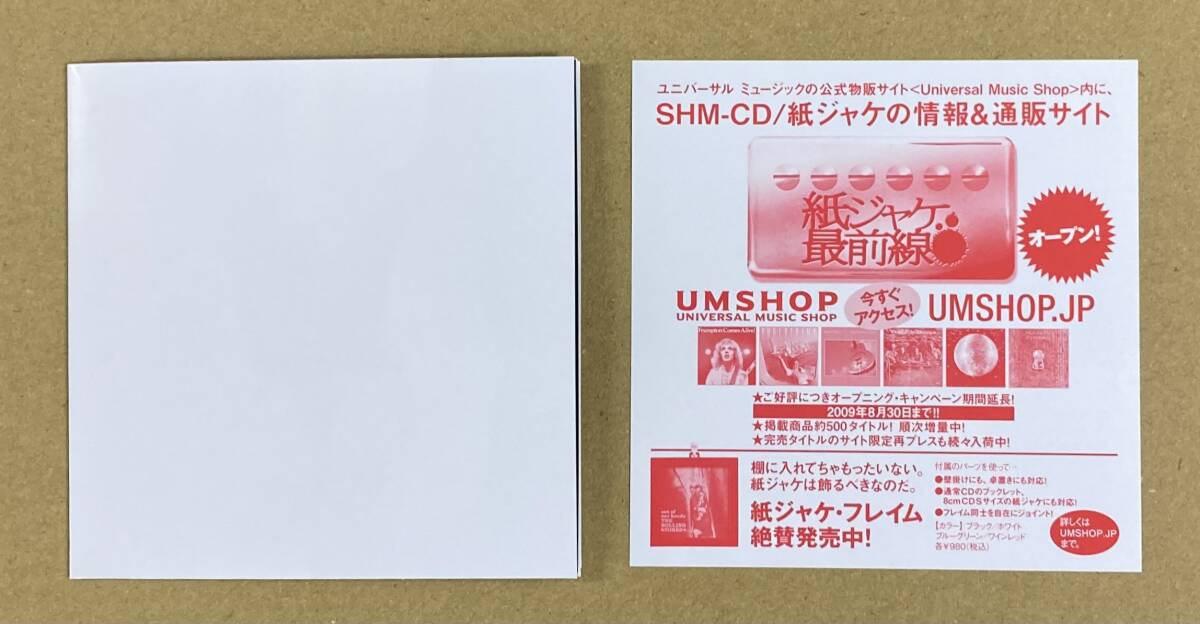 ユニバーサル ミュージックの公式物販サイト<Universal Music Shop>内に、
SHM-CD/紙ジャケの情報&通販サイト
紙ジャケ
最前線
オープン!
UMSHOP
UNIVERSAL MUSIC SHOP
今すぐ
アクセス!
UMSHOP.JP
Frampton Comes Alive!
★ご好評につきオープニング・キャンペーン期間延長!
2009年8月30日まで!!
★掲載商品約500タイトル! 順次増量中!
★完売タイトルのサイト限定再プレスも続々入荷中!
out of
our heads
THE
ROLLING
STONES
棚に入れてちゃもったいない。
紙ジャケは飾るべきなのだ。
紙ジャケ・フレイム
絶賛発売中!
付属のパーツを使って…
●壁掛けにも、卓置きにも対応!
●通常CDのブックレット、
8cmCDSサイズの紙ジャケにも対応!
●フレイム同士を自在にジョイント!
【カラー】ブラック/ホワイト
ブルーグリーン/ワインレッド
各¥980(税込)
詳しくは
UMSHOP.JP
まで。